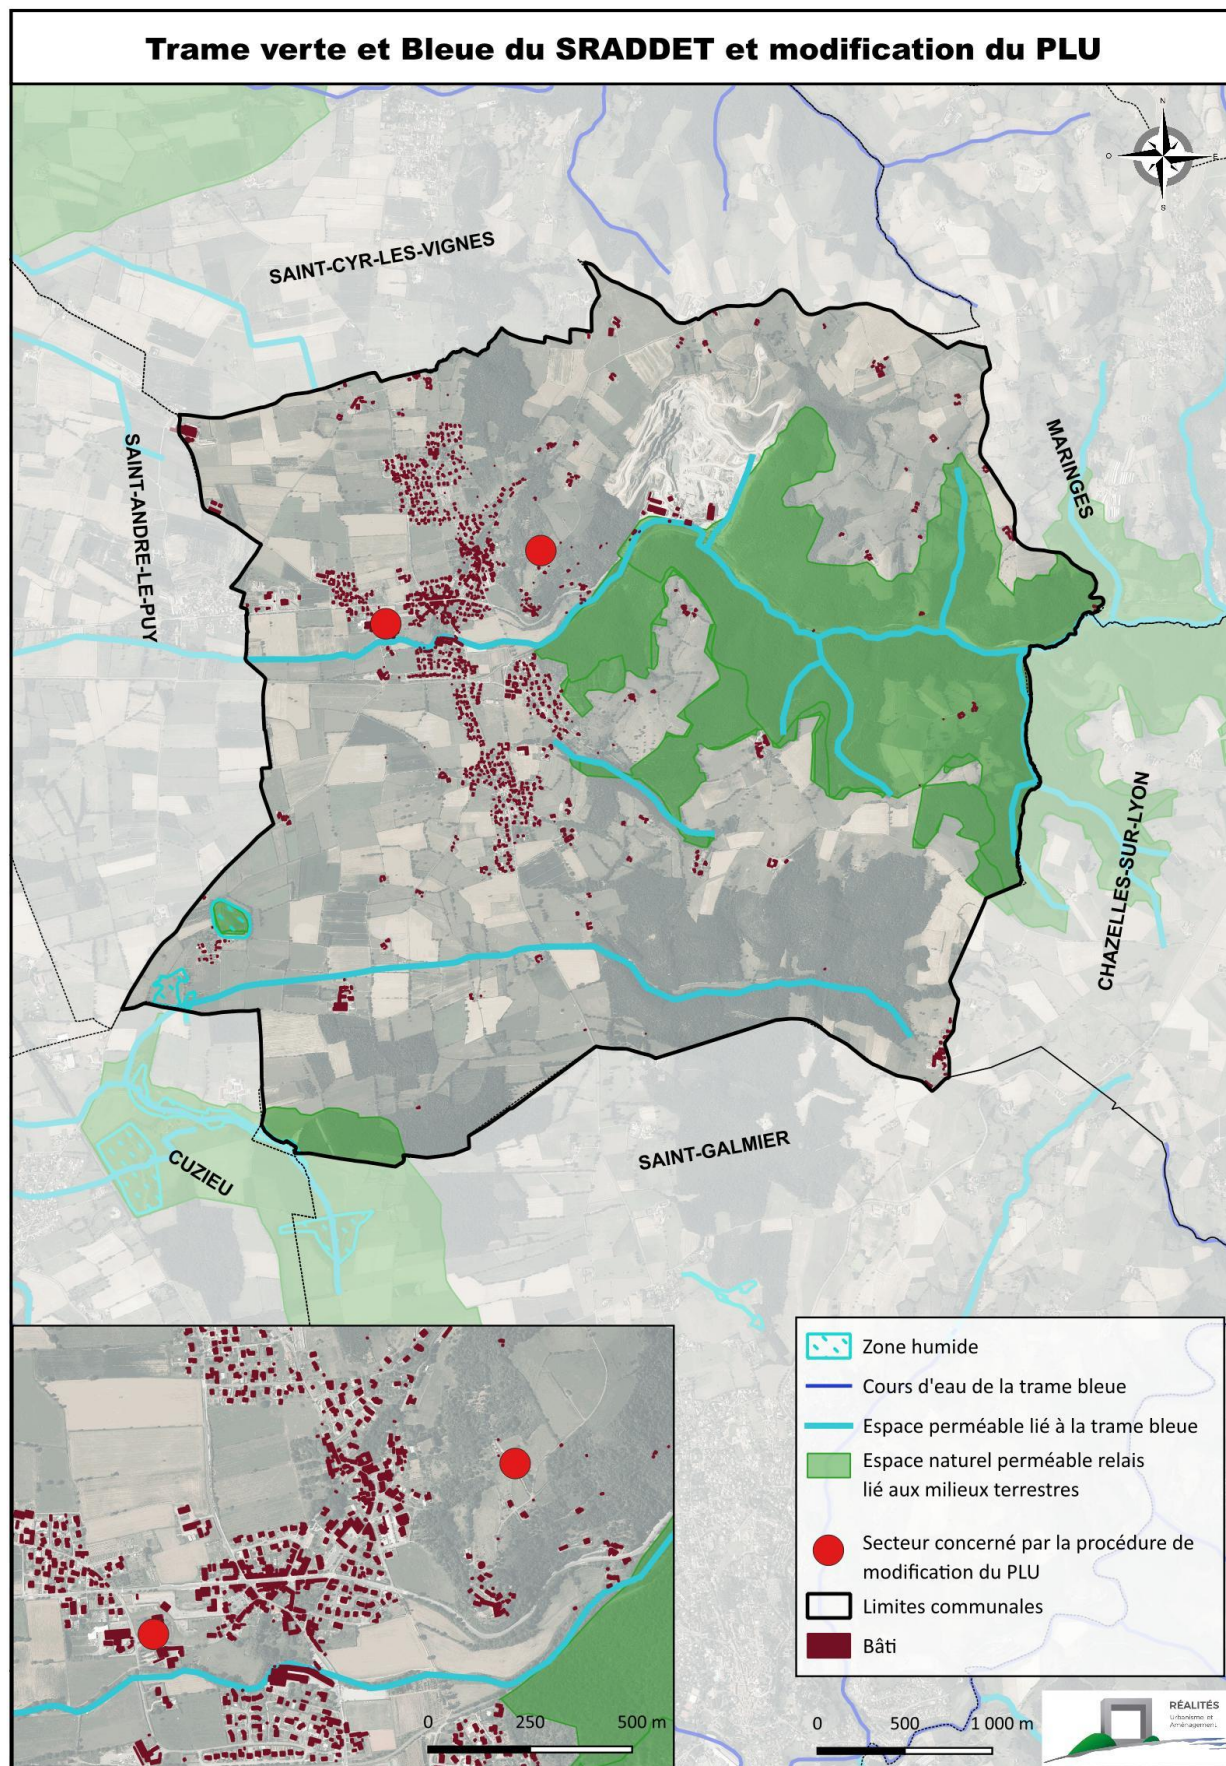 Trame verte et Bleue du SRADDET et modification du PLU
N
O
E
S
SAINT-CYR-LES-VIGNES
SAINT-ANDRE-LE-PUY
MARINGES
CHAZELLES-SUR-LYON
SAINT-GALMIER
CUZIEU
Zone humide
Cours d'eau de la trame bleue
Espace perméable lié à la trame bleue
Espace naturel perméable relais
lié aux milieux terrestres
Secteur concerné par la procédure de
modification du PLU
Limites communales
Bâti
0 250 500 m
0 500 1 000 m
RÉALITÉS
Urbanisme et
Aménagement